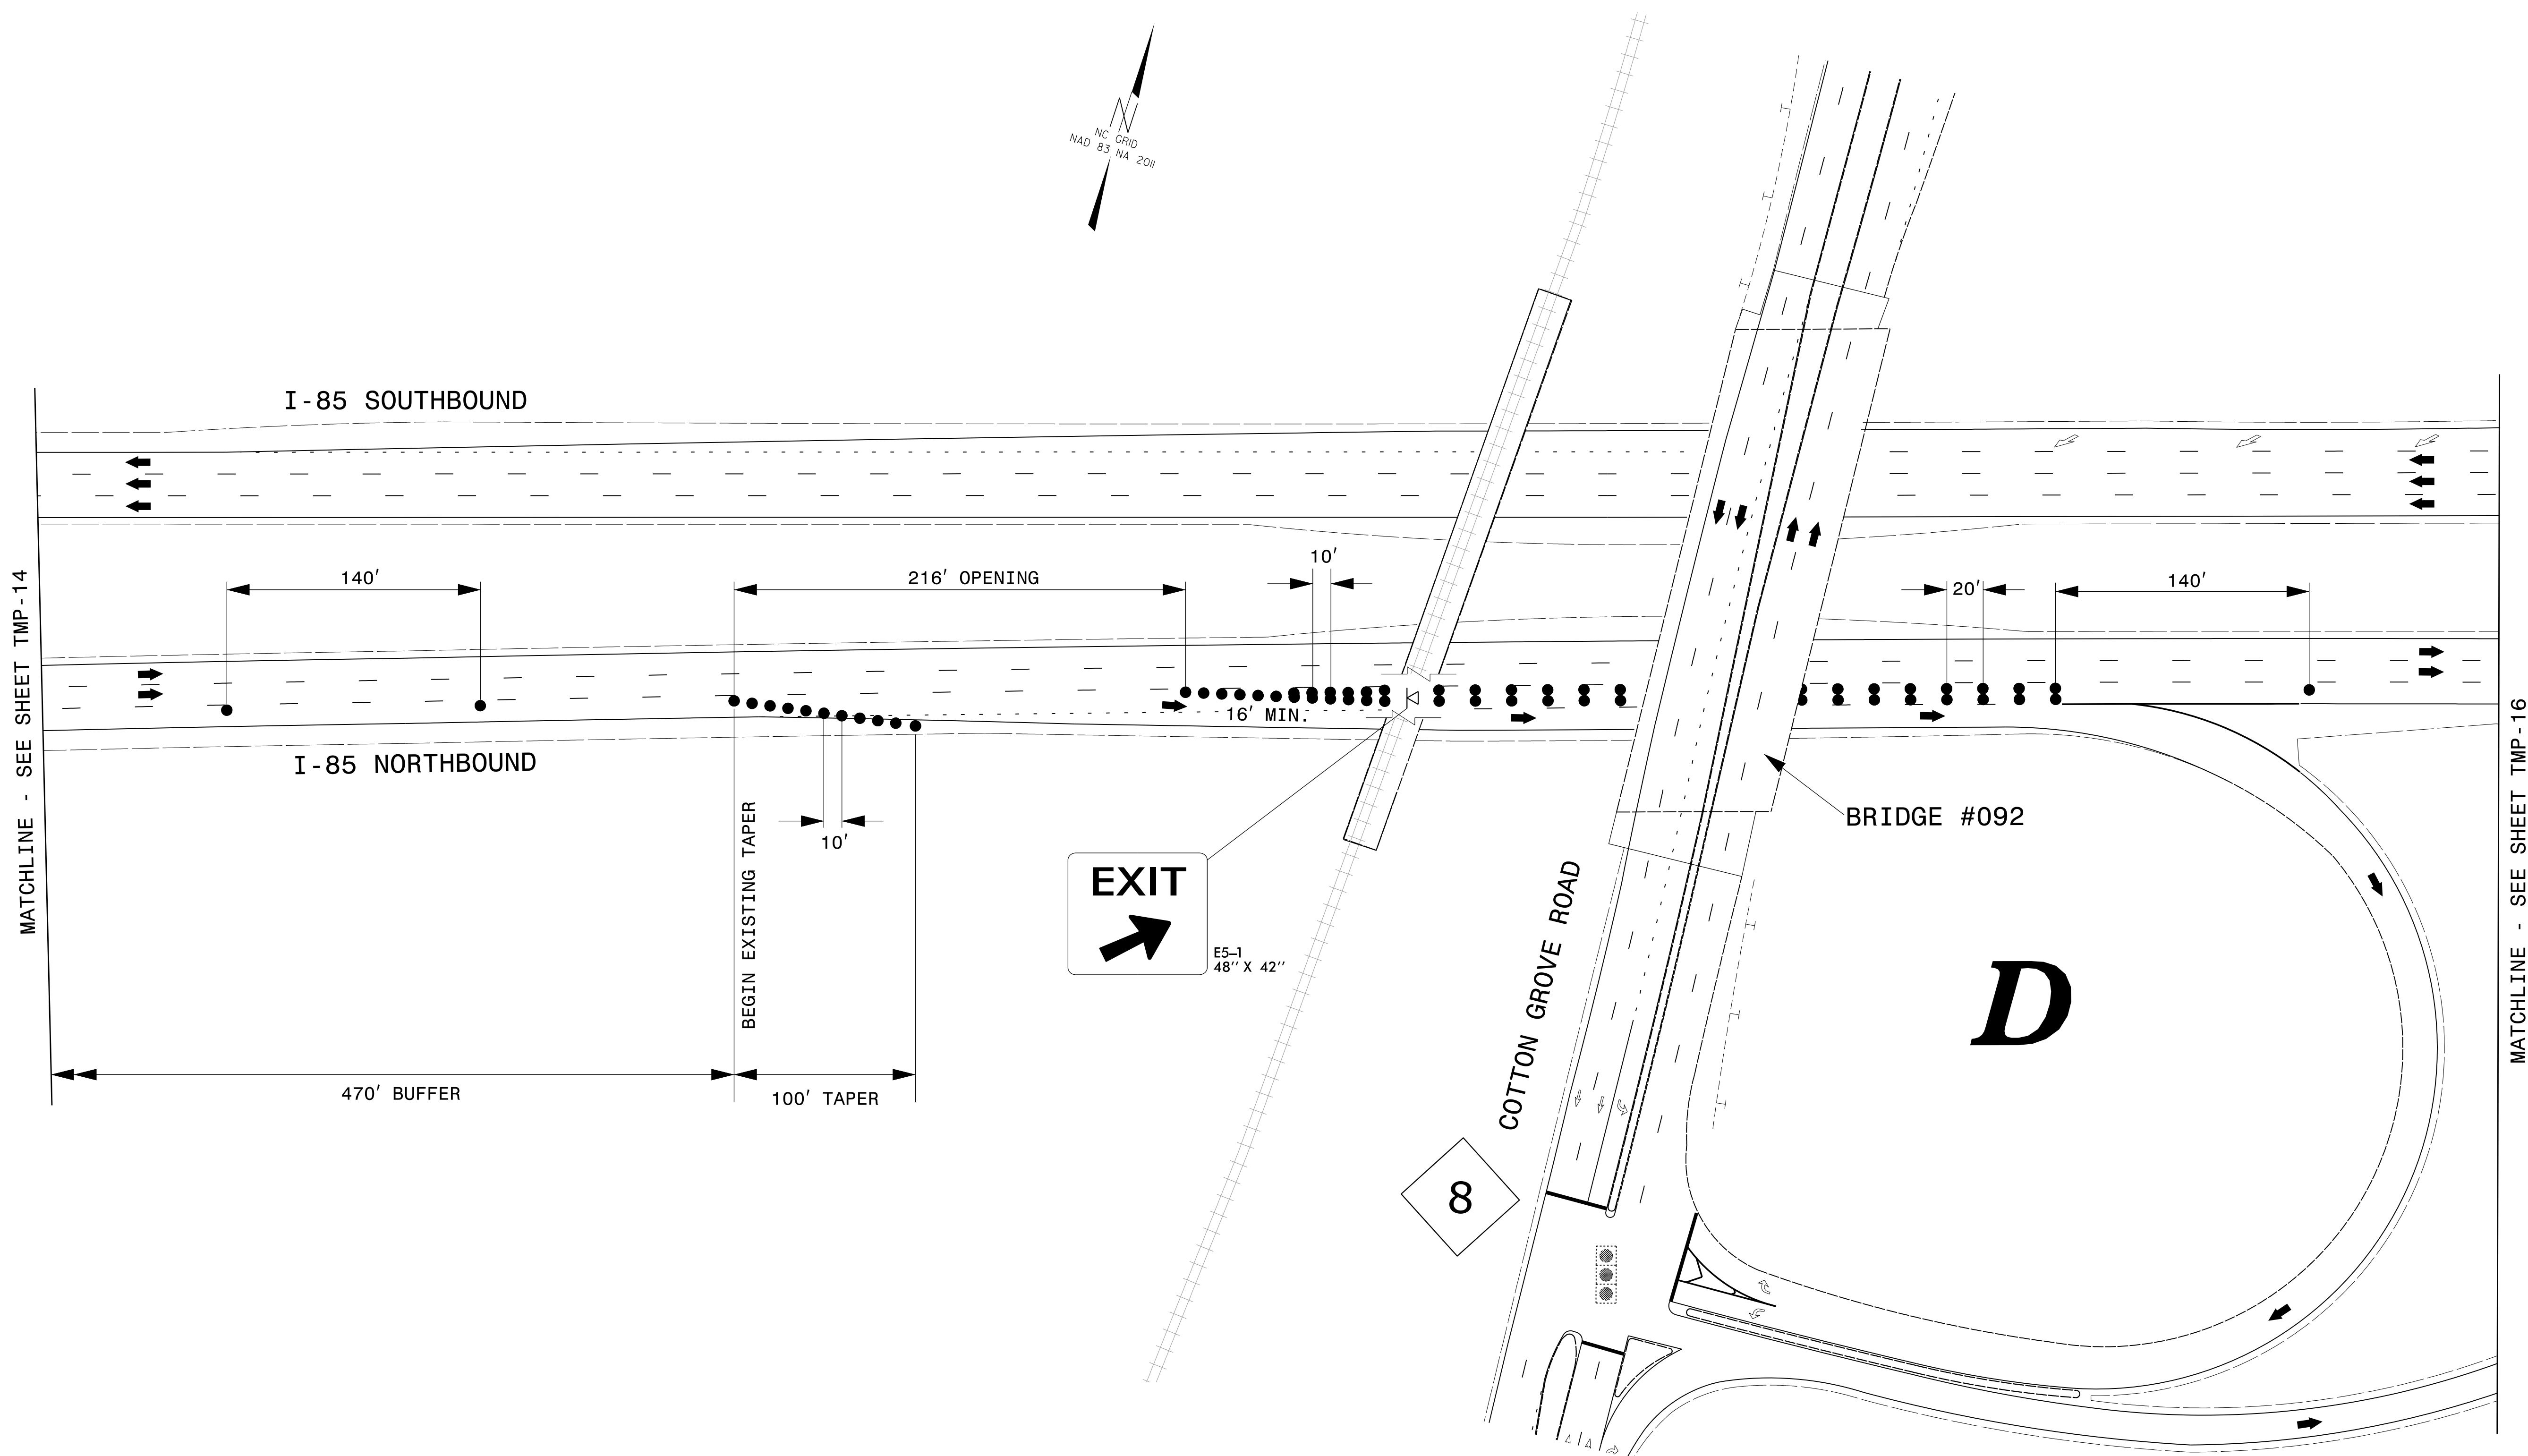 NC GRID
NAD 83 NA 2011
I-85 SOUTHBOUND
MATCHLINE - SEE SHEET TMP-14
140'
216' OPENING
10'
20'
140'
16' MIN.
I-85 NORTHBOUND
BEGIN EXISTING TAPER
10'
470' BUFFER
100' TAPER
EXIT
E5-1
48" X 42"
BRIDGE #092
COTTON GROVE ROAD
8
D
MATCHLINE - SEE SHEET TMP-16